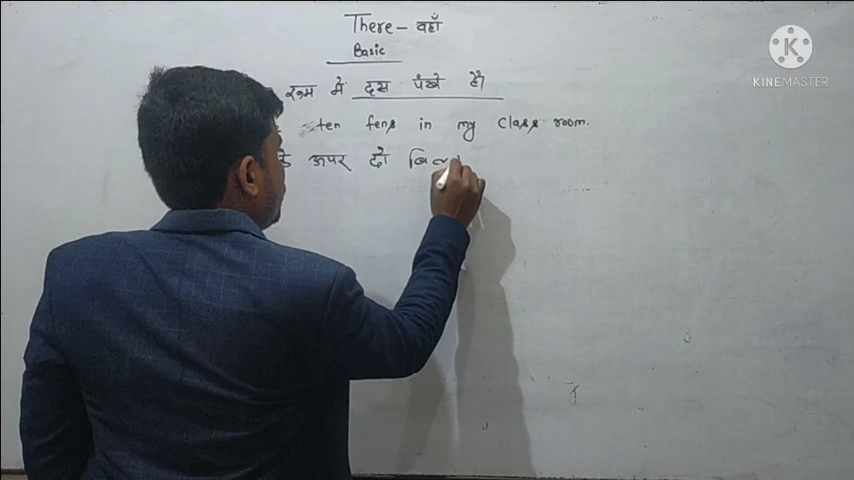 There – वहाँ
Basic
रूम में दस पंखे हैं।
ten fens in my class room.
के ऊपर दो
KINEMASTER